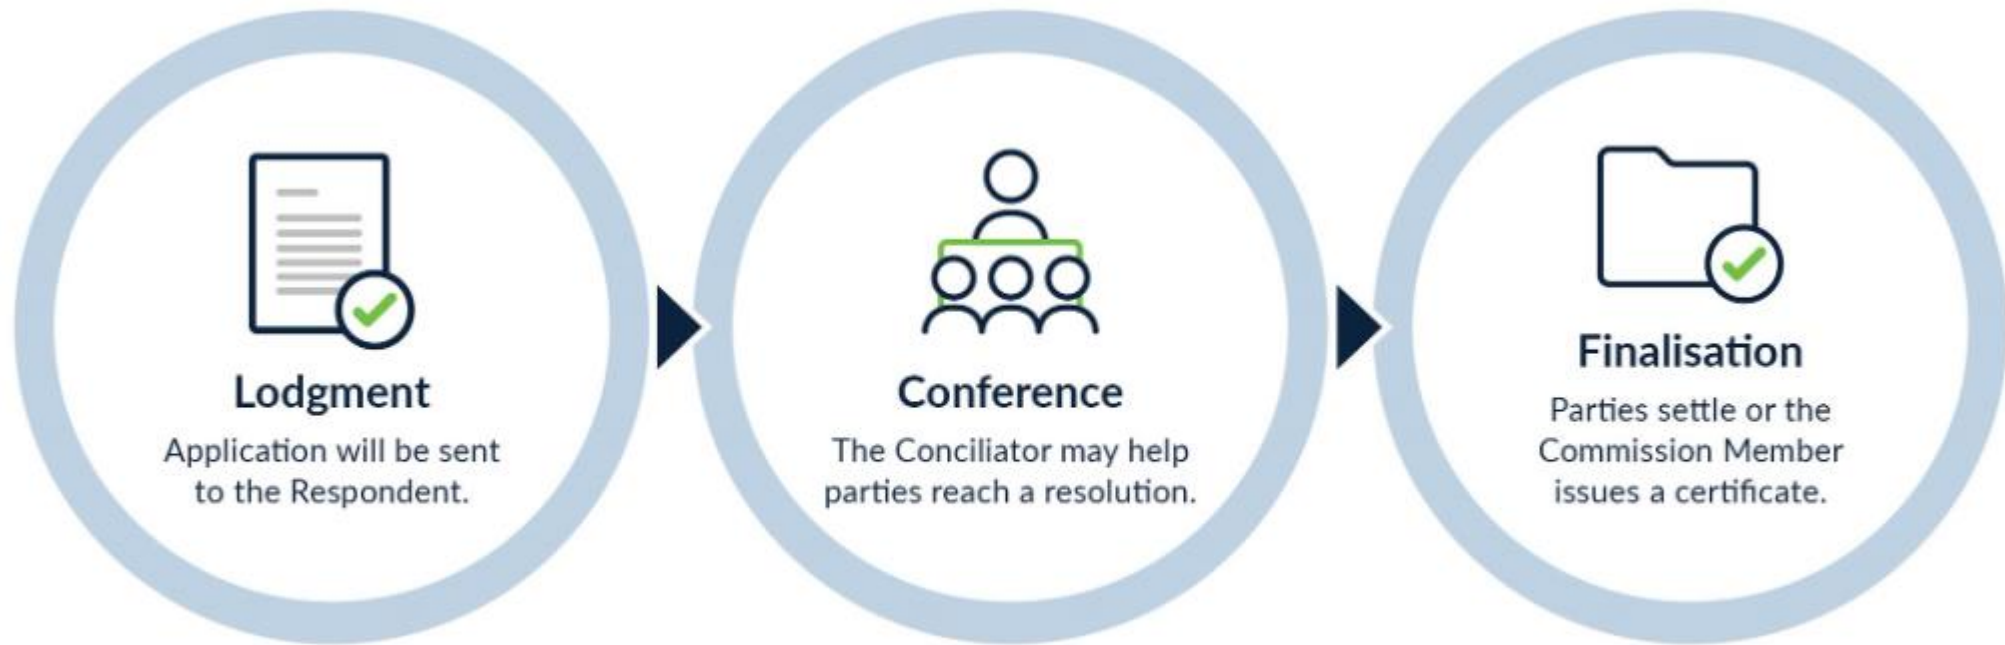 Lodgment
Application will be sent
to the Respondent.
Conference
The Conciliator may help
parties reach a resolution.
Finalisation
Parties settle or the
Commission Member
issues a certificate.